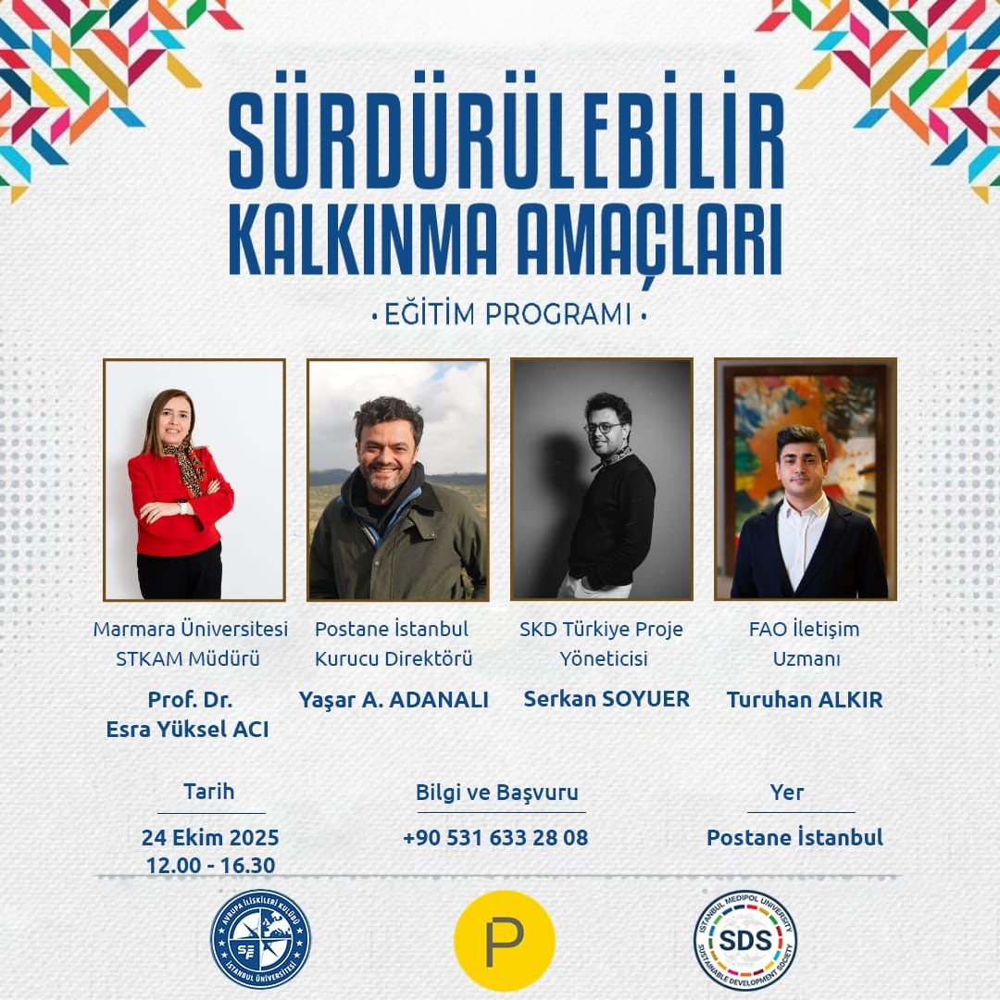 SÜRDÜRÜLEBİLİR
KALKINMA AMAÇLARI
• EĞİTİM PROGRAMI •
Marmara Üniversitesi
STKAM Müdürü
Prof. Dr.
Esra Yüksel ACI
Postane İstanbul
Kurucu Direktörü
Yaşar A. ADANALI
SKD Türkiye Proje
Yöneticisi
Serkan SOYUER
FAO İletişim
Uzmanı
Turuhan ALKIR
Tarih
24 Ekim 2025
12.00 - 16.30
Bilgi ve Başvuru
+90 531 633 28 08
Yer
Postane İstanbul
AVRUPA İLİŞKİLERİ KULÜBÜ
SEF
İSTANBUL ÜNİVERSİTESİ
P
ISTANBUL MEDIPOL UNIVERSITY
SDS
SUSTAINABLE DEVELOPMENT SOCIETY